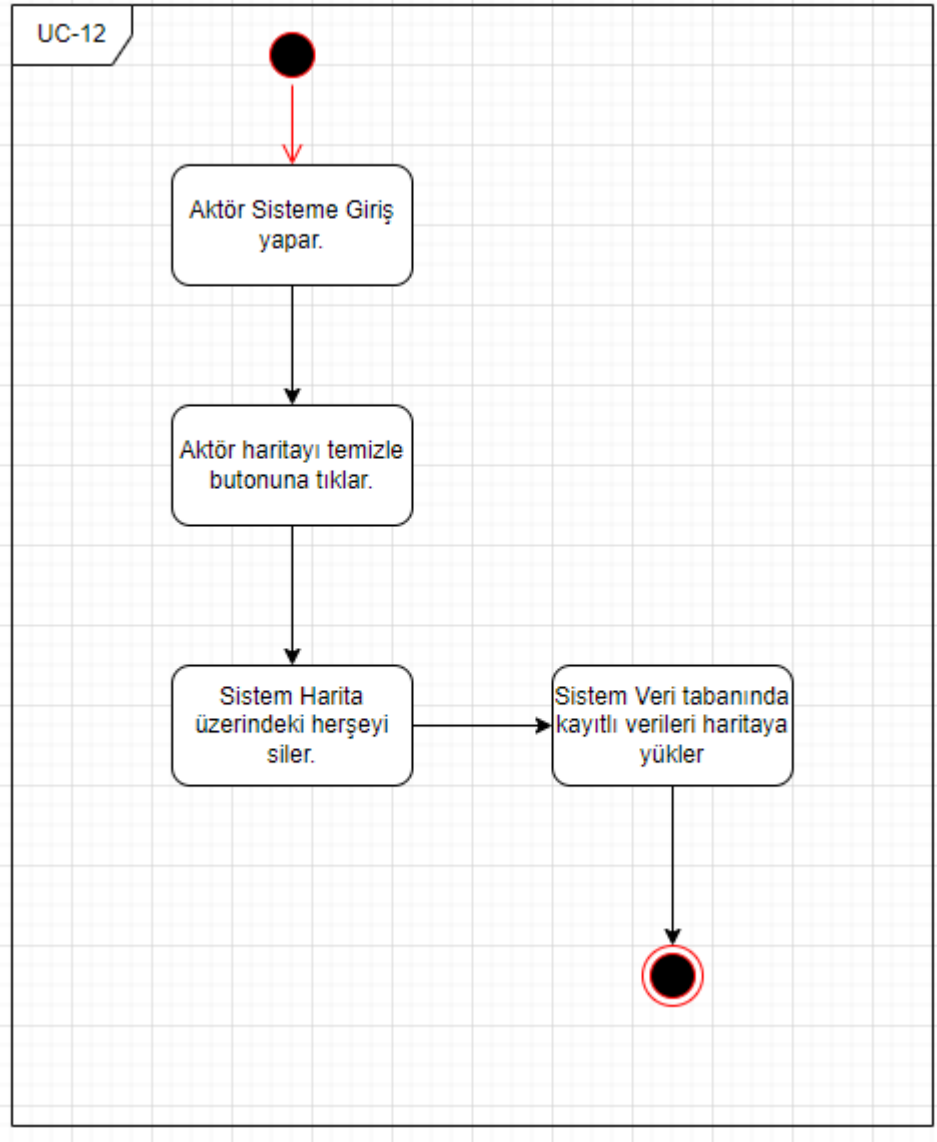 UC-12
Aktör Sisteme Giriş
yapar.
Aktör haritayı temizle
butonuna tıklar.
Sistem Harita
üzerindeki herşeyi
siler.
Sistem Veri tabanında
kayıtlı verileri haritaya
yükler